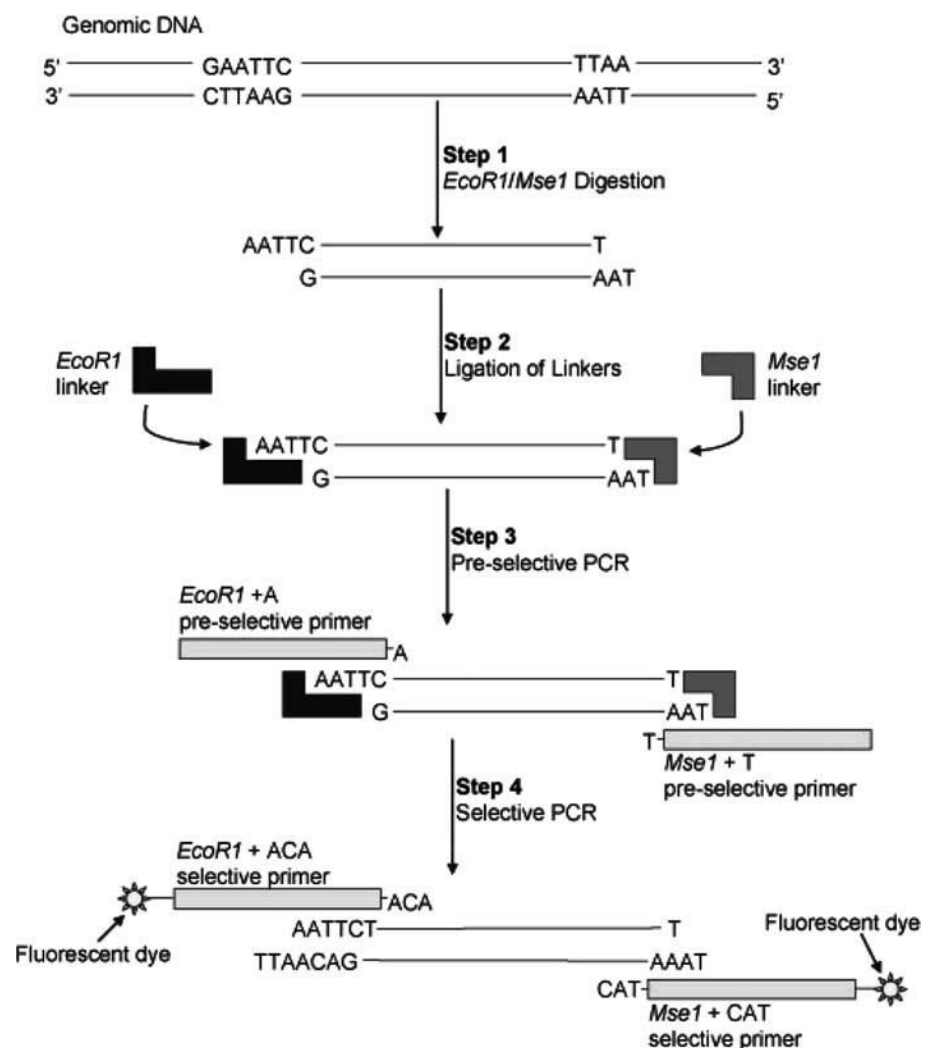 Genomic DNA
5' GAATTC TTAA 3'
3' CTTAAG AATT 5'
Step 1
EcoR1/Mse1 Digestion
AATTC T
G AAT
EcoR1
linker
Step 2
Ligation of Linkers
Mse1
linker
AATTC T
G AAT
Step 3
Pre-selective PCR
EcoR1 +A
pre-selective primer
A
AATTC T
G AAT
T
Mse1 + T
pre-selective primer
Step 4
Selective PCR
EcoR1 + ACA
selective primer
ACA
Fluorescent dye
AATTCT T
TTAACAG AAAT
Fluorescent dye
CAT
Mse1 + CAT
selective primer